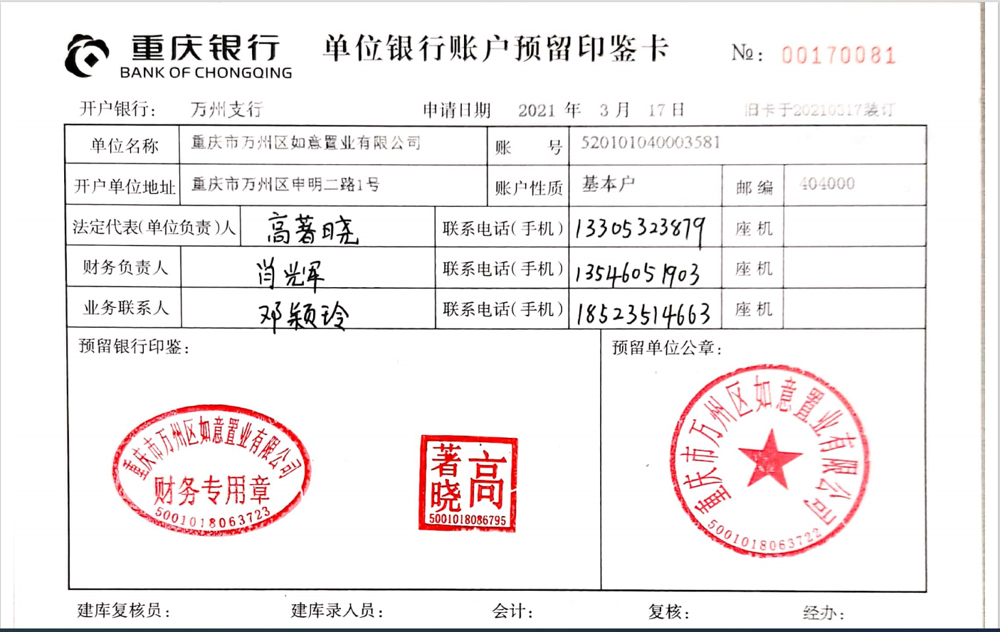 重庆银行 单位银行账户预留印鉴卡 №: 00170081
BANK OF CHONGQING
开户银行: 万州支行 申请日期 2021 年 3 月 17 日 旧卡于20210317装订
单位名称 重庆市万州区如意置业有限公司 账 号 520101040003581
开户单位地址 重庆市万州区申明二路1号 账户性质 基本户 邮编 404000
法定代表(单位负责)人 高著晓 联系电话(手机) 13305323879 座机
财务负责人 肖光军 联系电话(手机) 13546051903 座机
业务联系人 邓颖玲 联系电话(手机) 18523514663 座机
预留银行印鉴: 预留单位公章:
重庆市万州区如意置业有限公司
财务专用章
5001018063723
高著晓
5001018086795
重庆市万州区如意置业有限公司
5001018063722
建库复核员: 建库录入员: 会计: 复核: 经办: